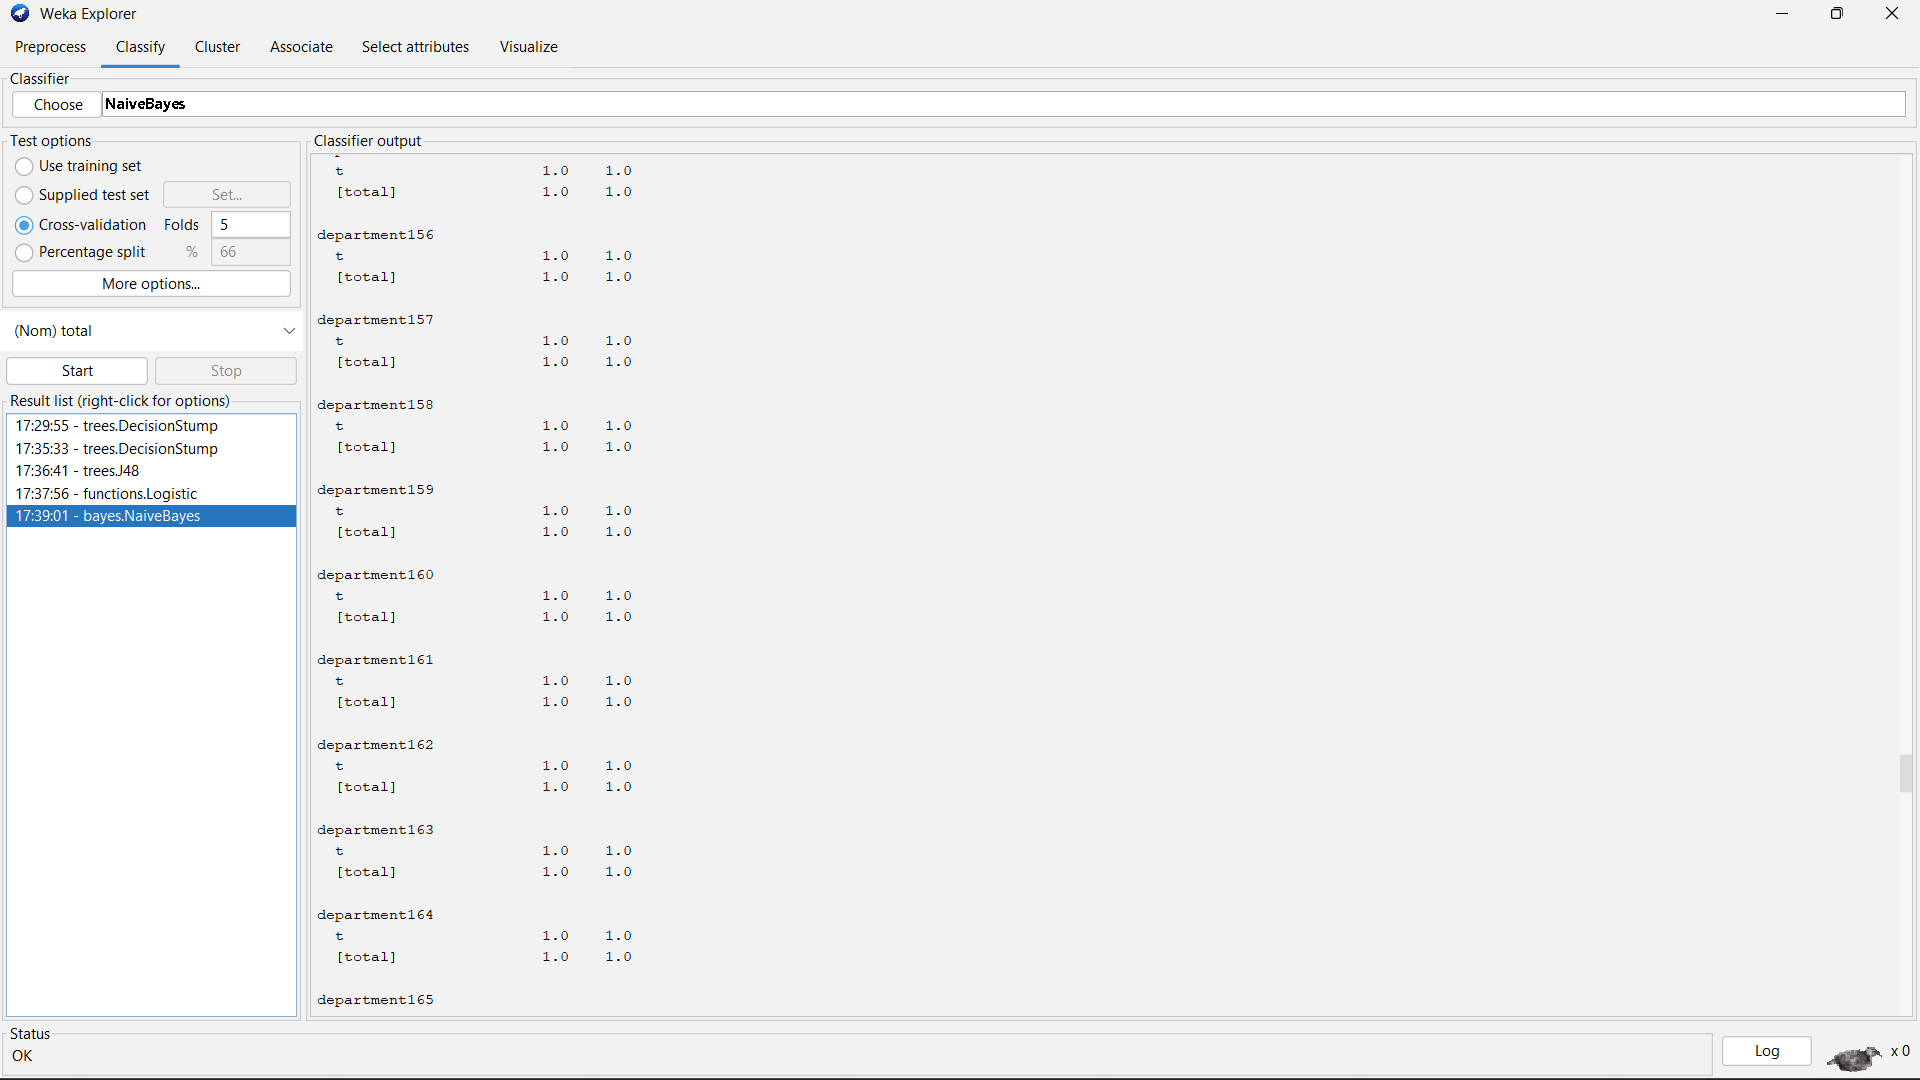 Weka Explorer
Preprocess Classify Cluster Associate Select attributes Visualize
Classifier
Choose NaiveBayes
Test options
Use training set
Supplied test set Set...
Cross-validation Folds 5
Percentage split % 66
More options...
(Nom) total
Start Stop
Result list (right-click for options)
17:29:55 - trees.DecisionStump
17:35:33 - trees.DecisionStump
17:36:41 - trees.J48
17:37:56 - functions.Logistic
17:39:01 - bayes.NaiveBayes
Classifier output
t 1.0 1.0
[total] 1.0 1.0
department156
t 1.0 1.0
[total] 1.0 1.0
department157
t 1.0 1.0
[total] 1.0 1.0
department158
t 1.0 1.0
[total] 1.0 1.0
department159
t 1.0 1.0
[total] 1.0 1.0
department160
t 1.0 1.0
[total] 1.0 1.0
department161
t 1.0 1.0
[total] 1.0 1.0
department162
t 1.0 1.0
[total] 1.0 1.0
department163
t 1.0 1.0
[total] 1.0 1.0
department164
t 1.0 1.0
[total] 1.0 1.0
department165
Status
OK
Log
x 0